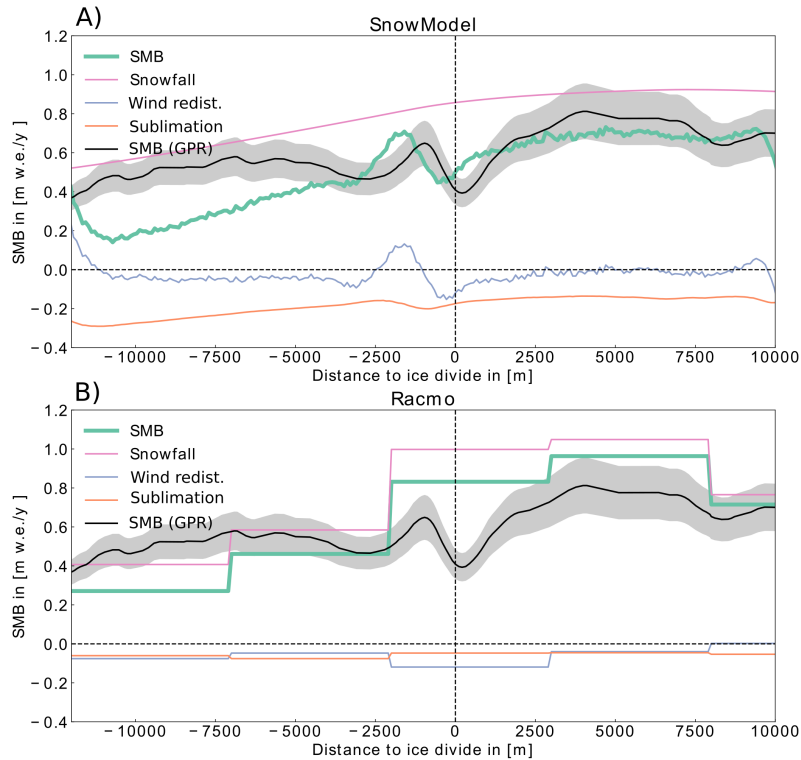 A)
SnowModel
1.2
1.0
0.8
0.6
0.4
0.2
0.0
−0.2
−0.4
SMB in [m w.e./y ]
SMB
Snowfall
Wind redist.
Sublimation
SMB (GPR)
−10000 −7500 −5000 −2500 0 2500 5000 7500 10000
Distance to ice divide in [m]
B)
Racmo
1.2
1.0
0.8
0.6
0.4
0.2
0.0
−0.2
−0.4
SMB in [m w.e./y ]
SMB
Snowfall
Wind redist.
Sublimation
SMB (GPR)
−10000 −7500 −5000 −2500 0 2500 5000 7500 10000
Distance to ice divide in [m]